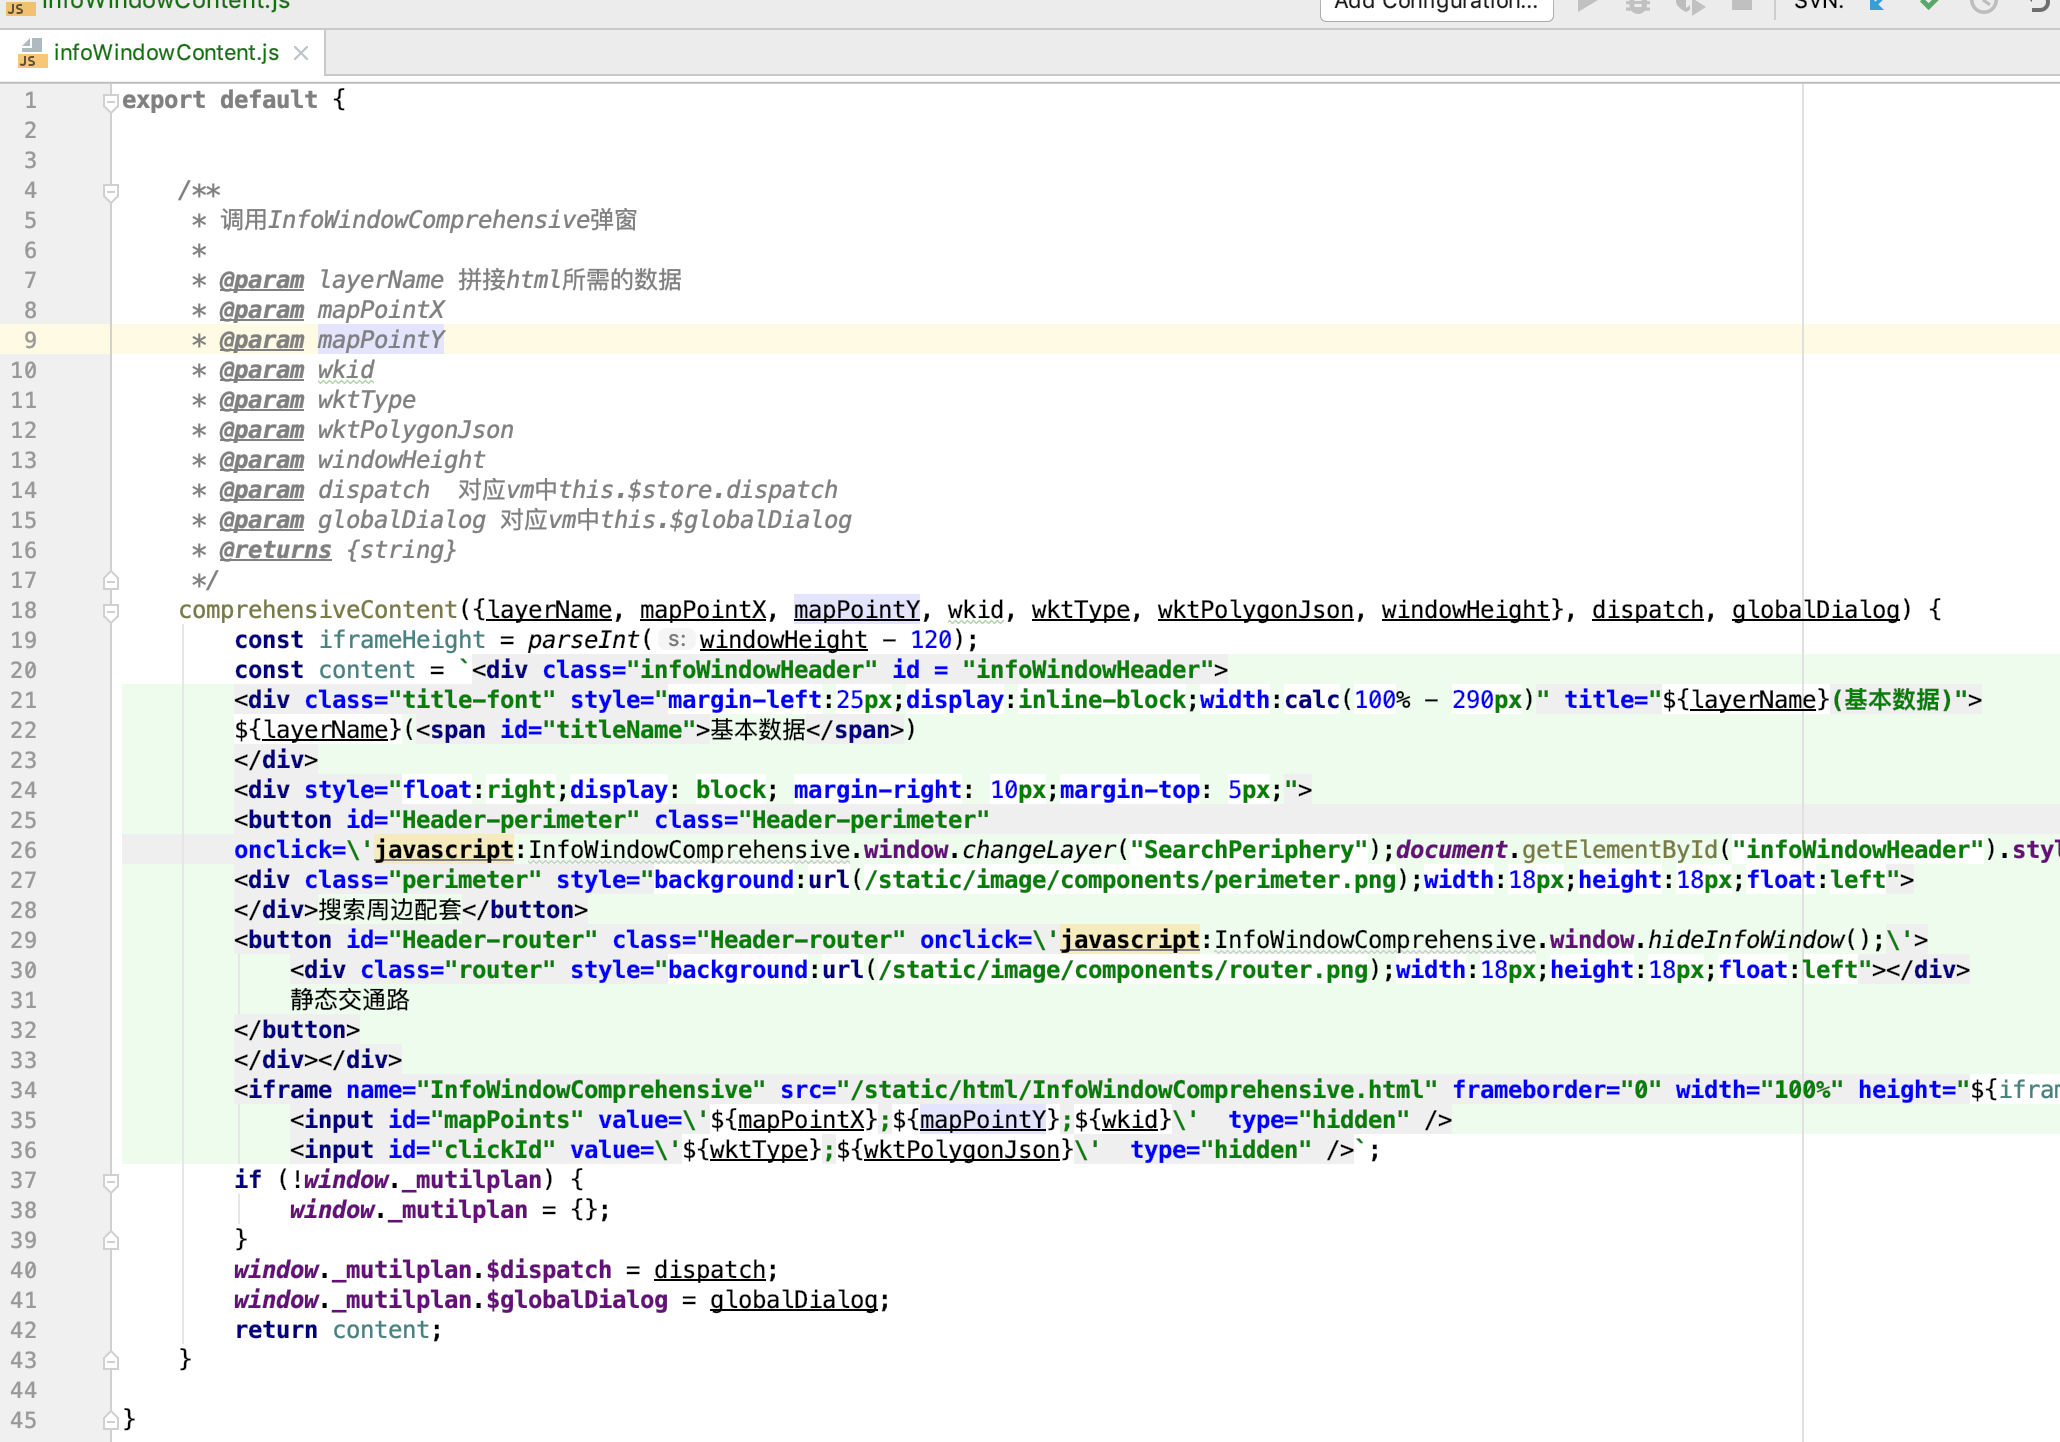 infoWindowContent.js
Add Configuration...
SVN:
infoWindowContent.js
1 export default {
2
3
4     /**
5      * 调用InfoWindowComprehensive弹窗
6      *
7      * @param layerName 拼接html所需的数据
8      * @param mapPointX
9      * @param mapPointY
10      * @param wkid
11      * @param wktType
12      * @param wktPolygonJson
13      * @param windowHeight
14      * @param dispatch  对应vm中this.$store.dispatch
15      * @param globalDialog 对应vm中this.$globalDialog
16      * @returns {string}
17      */
18     comprehensiveContent({layerName, mapPointX, mapPointY, wkid, wktType, wktPolygonJson, windowHeight}, dispatch, globalDialog) {
19         const iframeHeight = parseInt( s: windowHeight - 120);
20         const content = `<div class="infoWindowHeader" id = "infoWindowHeader">
21         <div class="title-font" style="margin-left:25px;display:inline-block;width:calc(100% - 290px)" title="${layerName}(基本数据)">
22         ${layerName}(<span id="titleName">基本数据</span>)
23         </div>
24         <div style="float:right;display: block; margin-right: 10px;margin-top: 5px;">
25         <button id="Header-perimeter" class="Header-perimeter"
26         onclick=\'javascript:InfoWindowComprehensive.window.changeLayer("SearchPeriphery");document.getElementById("infoWindowHeader").styl
27         <div class="perimeter" style="background:url(/static/image/components/perimeter.png);width:18px;height:18px;float:left">
28         </div>搜索周边配套</button>
29         <button id="Header-router" class="Header-router" onclick=\'javascript:InfoWindowComprehensive.window.hideInfoWindow();\'>
30             <div class="router" style="background:url(/static/image/components/router.png);width:18px;height:18px;float:left"></div>
31             静态交通路
32         </button>
33         </div></div>
34         <iframe name="InfoWindowComprehensive" src="/static/html/InfoWindowComprehensive.html" frameborder="0" width="100%" height="${ifram
35             <input id="mapPoints" value=\'${mapPointX};${mapPointY};${wkid}\'  type="hidden" />
36             <input id="clickId" value=\'${wktType};${wktPolygonJson}\'  type="hidden" />`;
37         if (!window._mutilplan) {
38             window._mutilplan = {};
39         }
40         window._mutilplan.$dispatch = dispatch;
41         window._mutilplan.$globalDialog = globalDialog;
42         return content;
43     }
44
45 }